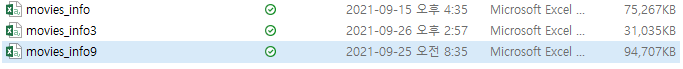 movies_info 2021-09-15 오후 4:35 Microsoft Excel ... 75,267KB
movies_info3 2021-09-26 오후 2:57 Microsoft Excel ... 31,035KB
movies_info9 2021-09-25 오전 8:35 Microsoft Excel ... 94,707KB